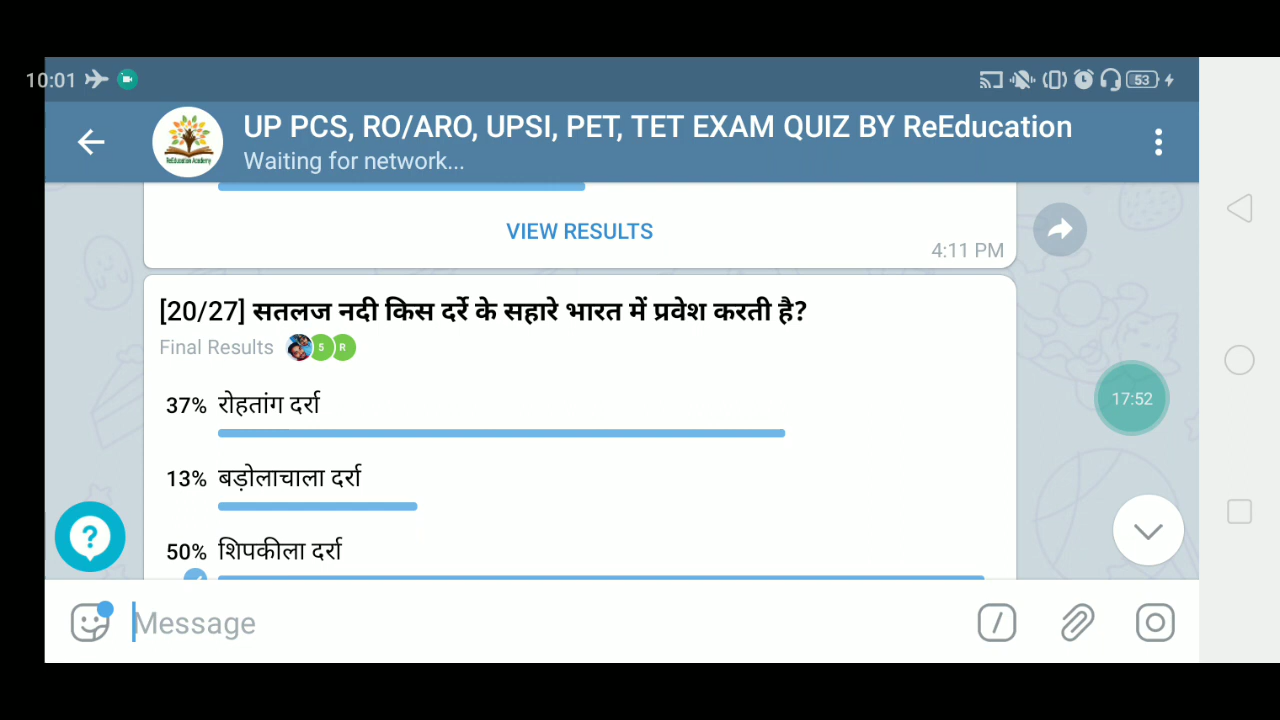 10:01
53
UP PCS, RO/ARO, UPSI, PET, TET EXAM QUIZ BY ReEducation
ReEducation Academy
Waiting for network...
VIEW RESULTS
4:11 PM
[20/27] सतलज नदी किस दर्रे के सहारे भारत में प्रवेश करती है?
Final Results S R
37% रोहतांग दर्रा
17:52
13% बड़ोलाचाला दर्रा
50% शिपकीला दर्रा
Message